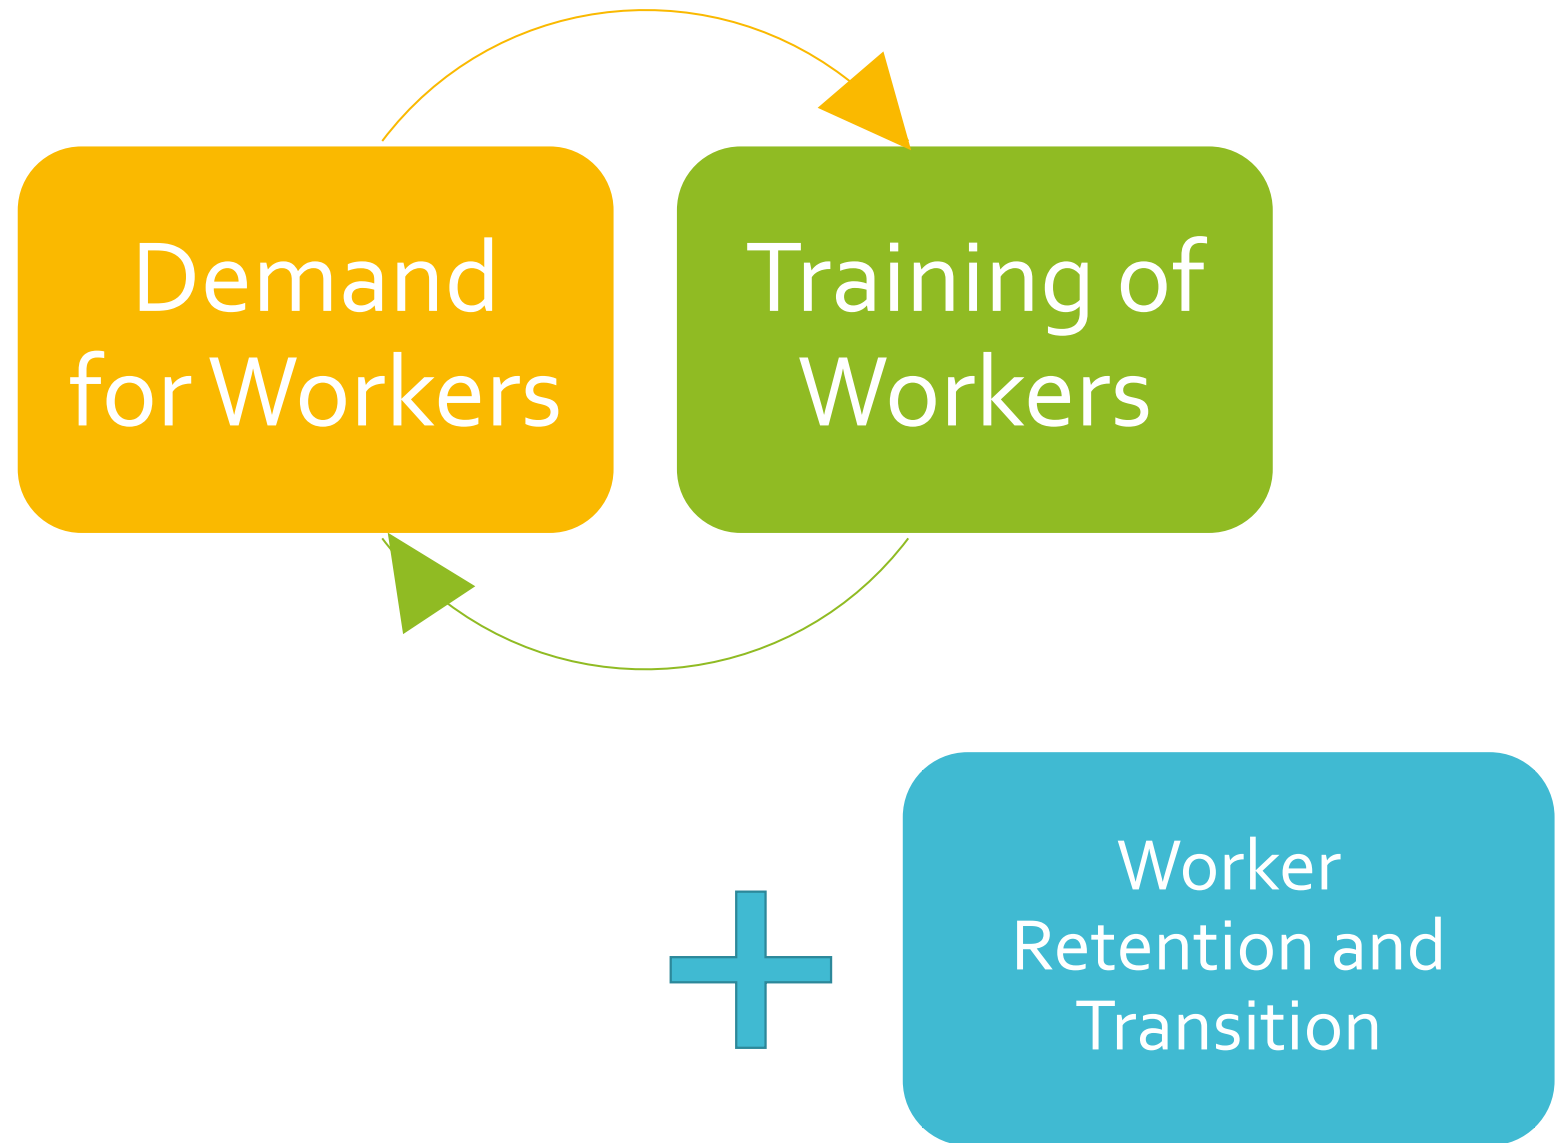 Demand
for Workers
Training of
Workers
Worker
Retention and
Transition